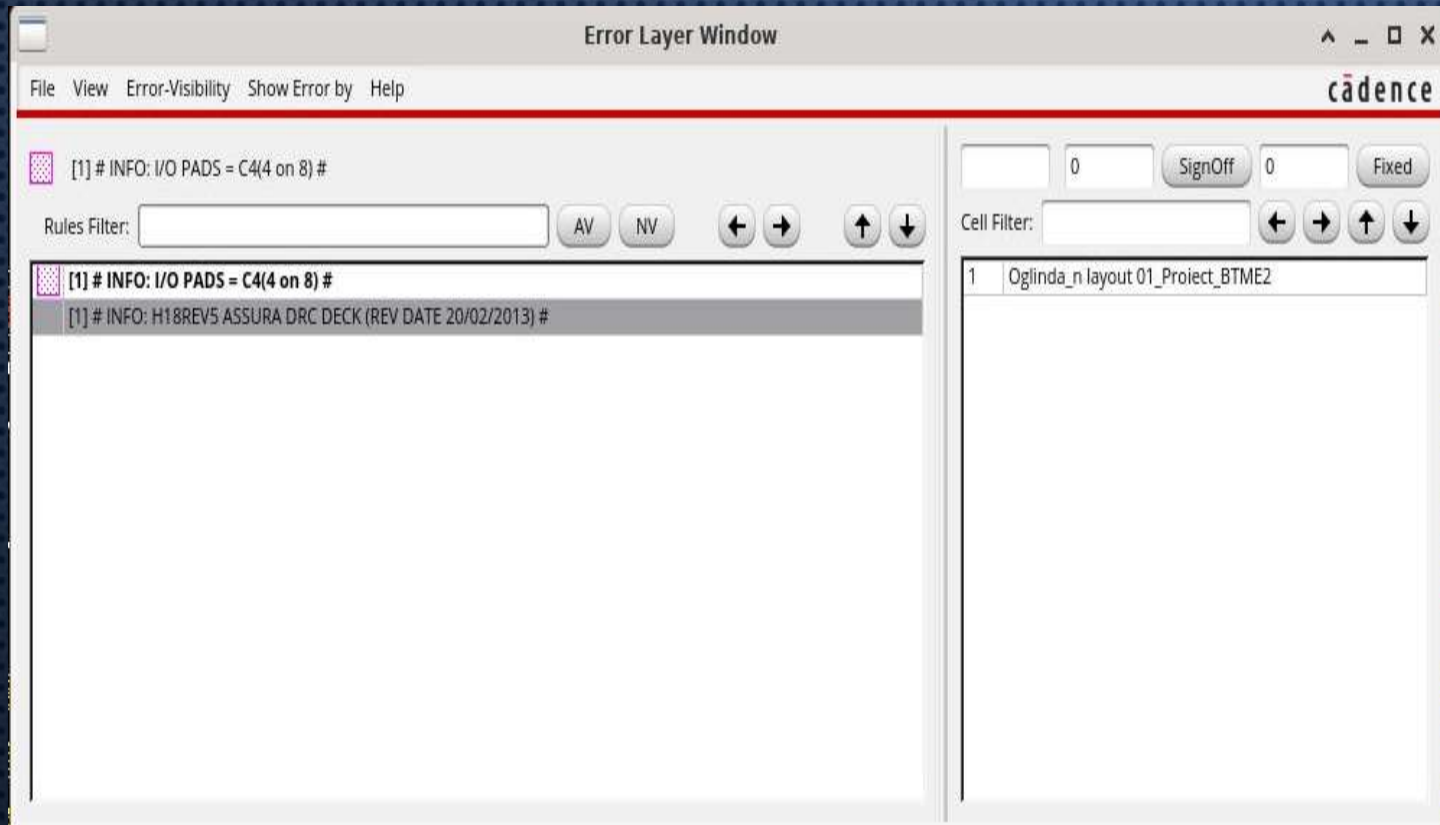 Error Layer Window
File View Error-Visibility Show Error by Help
cādence
[1] # INFO: I/O PADS = C4(4 on 8) #
0 SignOff 0 Fixed
Rules Filter: AV NV
Cell Filter:
[1] # INFO: I/O PADS = C4(4 on 8) #
[1] # INFO: H18REV5 ASSURA DRC DECK (REV DATE 20/02/2013) #
1 Oglinda_n layout 01_Proiect_BTME2